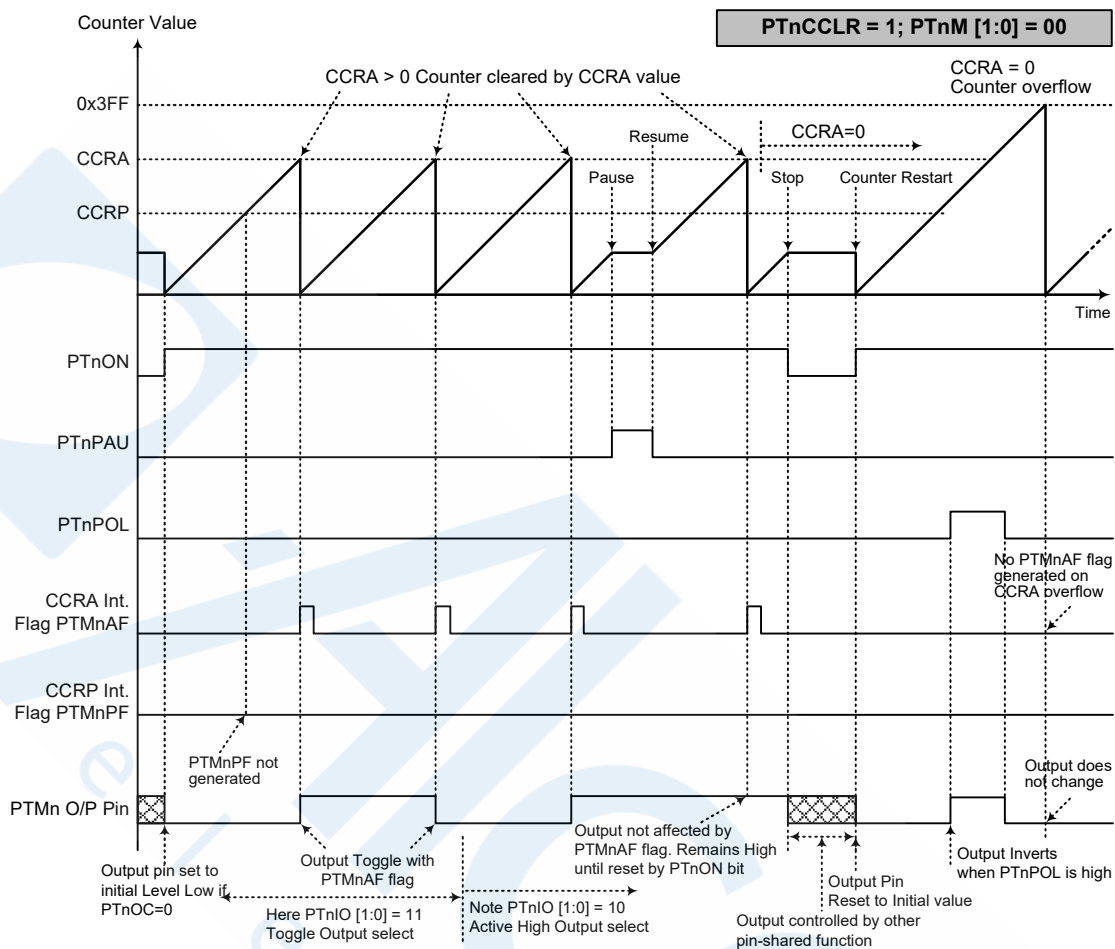 Counter Value
PTnCCLR = 1; PTnM [1:0] = 00
CCRA > 0 Counter cleared by CCRA value
CCRA = 0
Counter overflow
0x3FF
Resume
CCRA=0
CCRA
Pause
Stop
Counter Restart
CCRP
Time
PTnON
PTnPAU
PTnPOL
No PTMnAF flag
generated on
CCRA overflow
CCRA Int.
Flag PTMnAF
CCRP Int.
Flag PTMnPF
PTMnPF not
generated
Output does
not change
PTMn O/P Pin
Output pin set to
initial Level Low if
PTnOC=0
Output Toggle with
PTMnAF flag
Output not affected by
PTMnAF flag. Remains High
until reset by PTnON bit
Output Inverts
when PTnPOL is high
Output Pin
Reset to Initial value
Here PTnIO [1:0] = 11
Toggle Output select
Note PTnIO [1:0] = 10
Active High Output select
Output controlled by other
pin-shared function